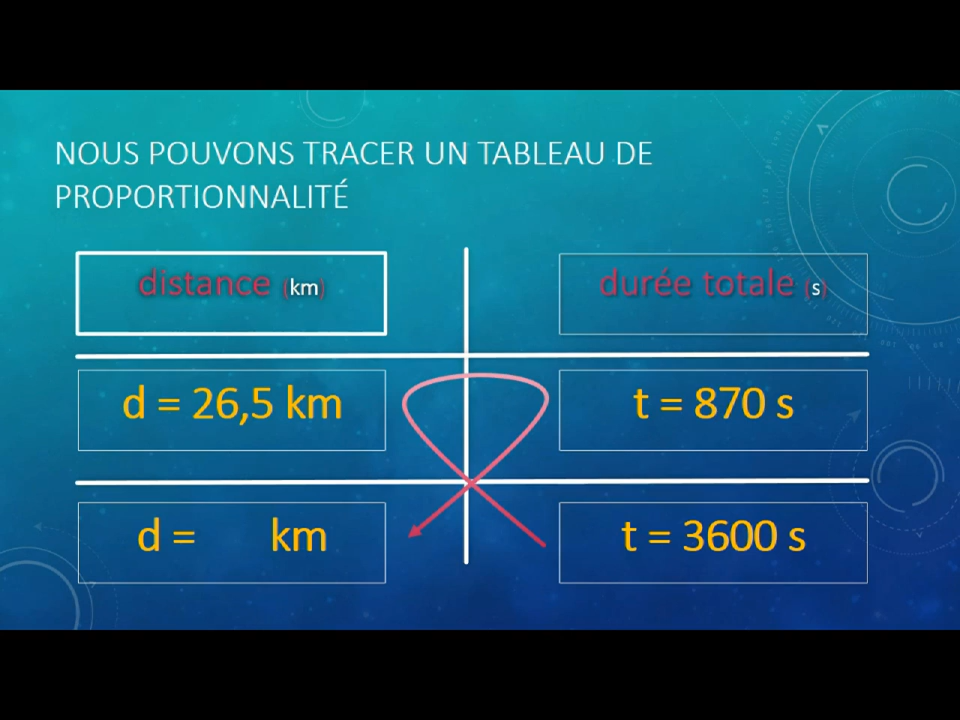 NOUS POUVONS TRACER UN TABLEAU DE
PROPORTIONNALITÉ
distance (km)
durée totale (s)
d = 26,5 km
t = 870 s
d = km
t = 3600 s